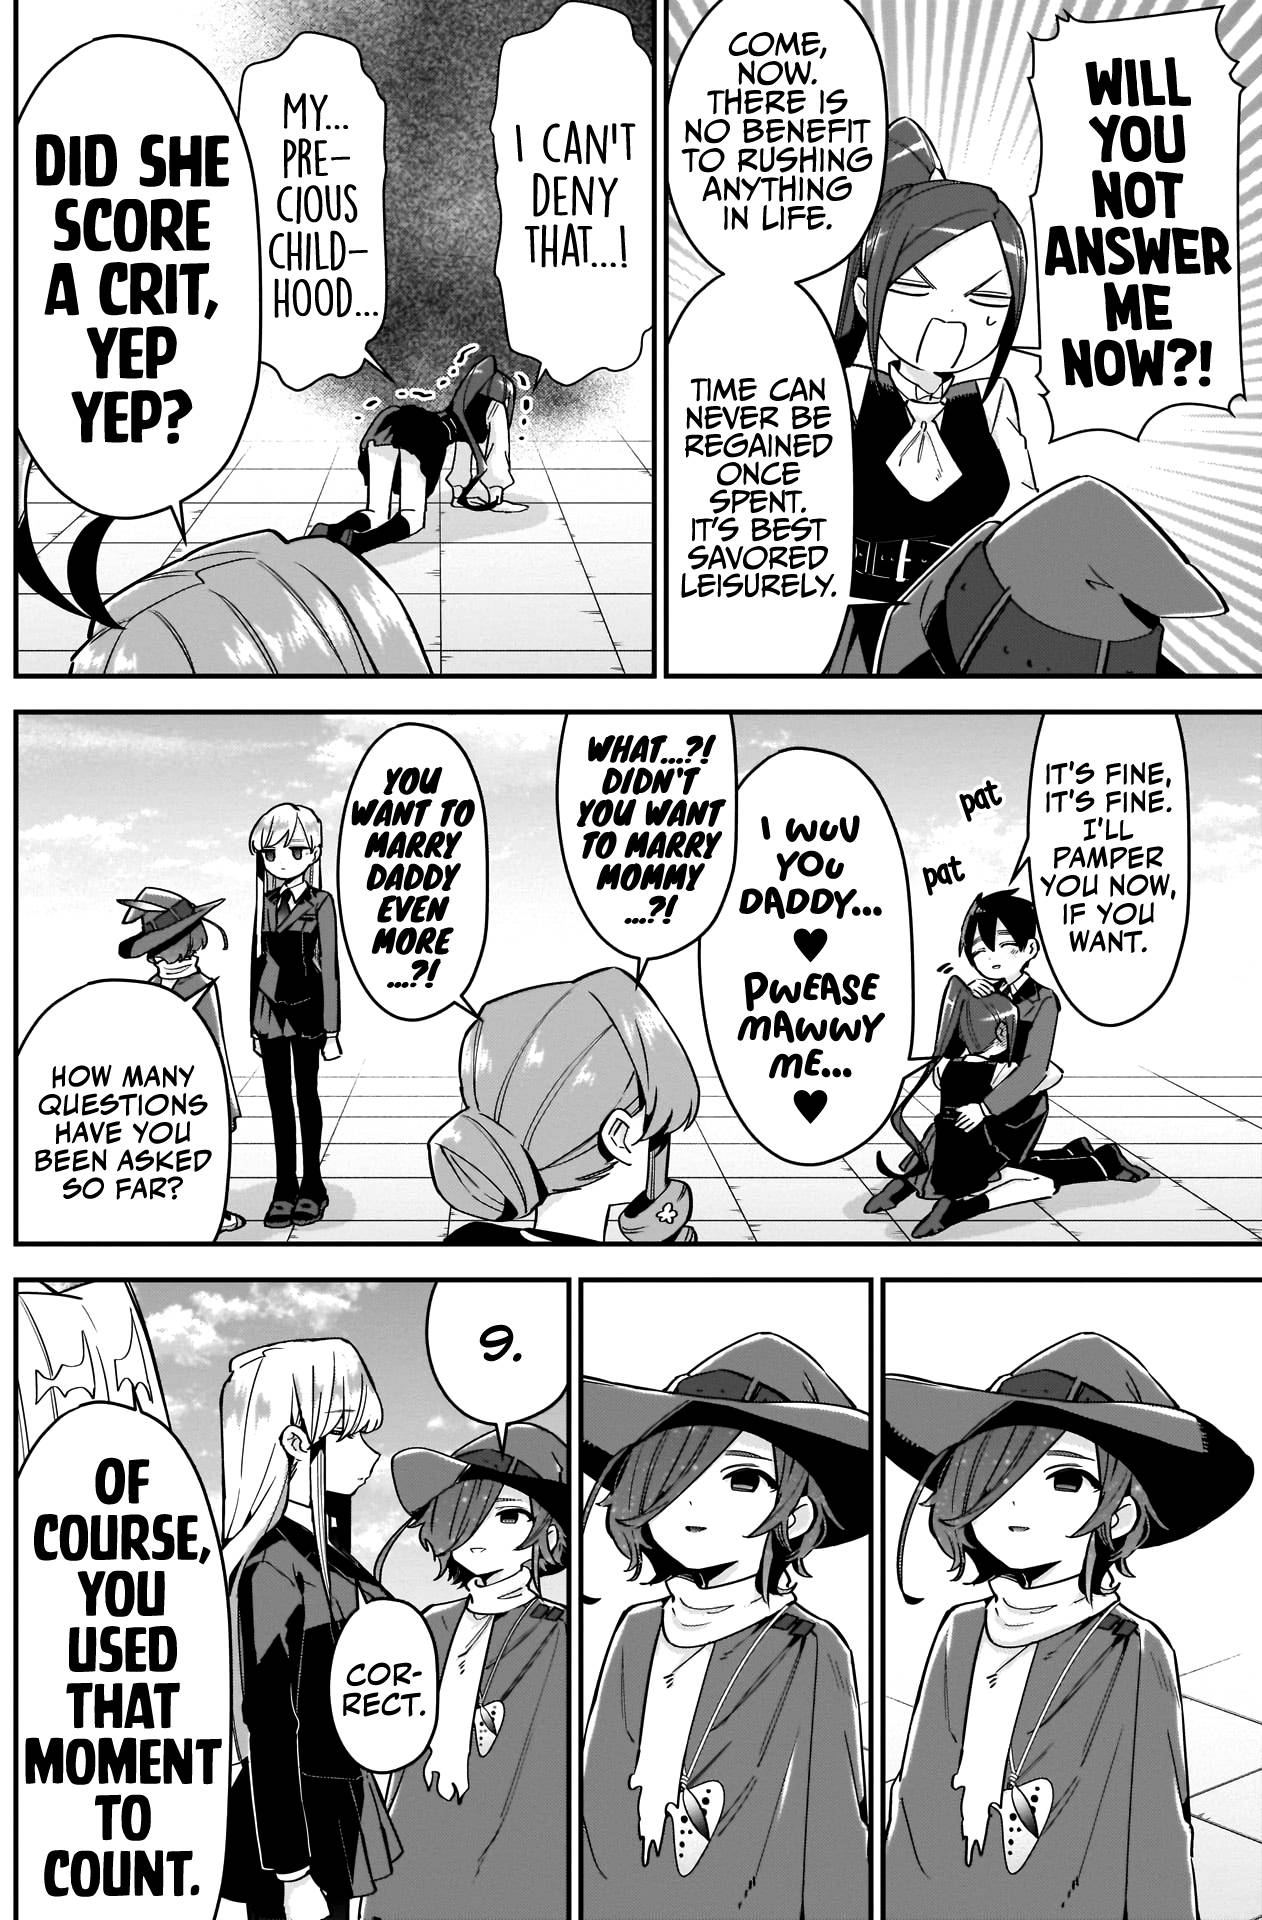 WILL
YOU
NOT
ANSWER
ME
NOW?!
COME,
NOW.
THERE IS
NO BENEFIT
TO RUSHING
ANYTHING
IN LIFE.
TIME CAN
NEVER BE
REGAINED
ONCE
SPENT.
IT'S BEST
SAVORED
LEISURELY.
I CAN'T
DENY
THAT...!
MY...
PRE-
CIOUS
CHILD-
HOOD...
DID SHE
SCORE
A CRIT,
YEP
YEP?
IT'S FINE,
IT'S FINE.
I'LL
PAMPER
YOU NOW,
IF YOU
WANT.
pat
pat
I WUV
YOU
DADDY...
♥
PWEASE
MAWWY
ME...
♥
WHAT...?!
DIDN'T
YOU WANT
TO MARRY
MOMMY
...?!
YOU
WANT TO
MARRY
DADDY
EVEN
MORE
...?!
HOW MANY
QUESTIONS
HAVE YOU
BEEN ASKED
SO FAR?
9.
COR-
RECT.
OF
COURSE,
YOU
USED
THAT
MOMENT
TO
COUNT.